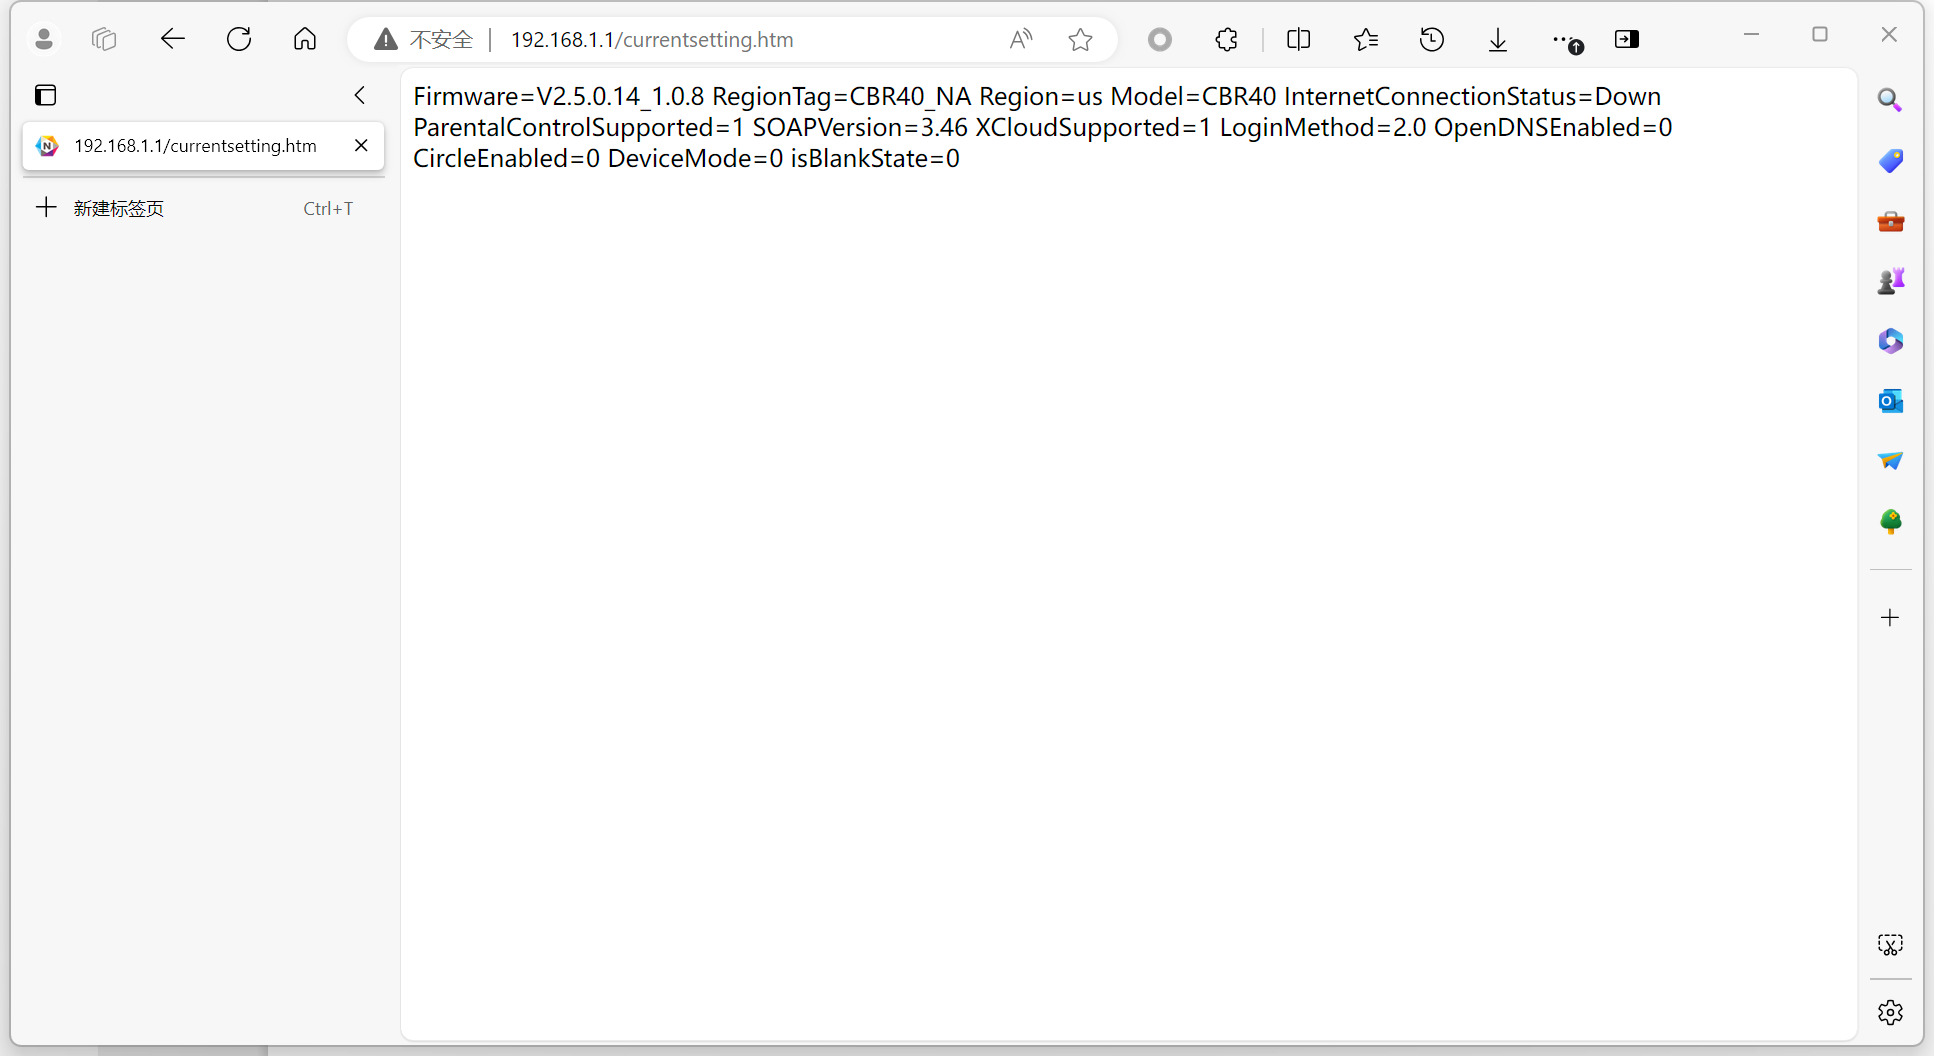 不安全 192.168.1.1/currentsetting.htm
192.168.1.1/currentsetting.htm
新建标签页 Ctrl+T
Firmware=V2.5.0.14_1.0.8 RegionTag=CBR40_NA Region=us Model=CBR40 InternetConnectionStatus=Down
ParentalControlSupported=1 SOAPVersion=3.46 XCloudSupported=1 LoginMethod=2.0 OpenDNSEnabled=0
CircleEnabled=0 DeviceMode=0 isBlankState=0